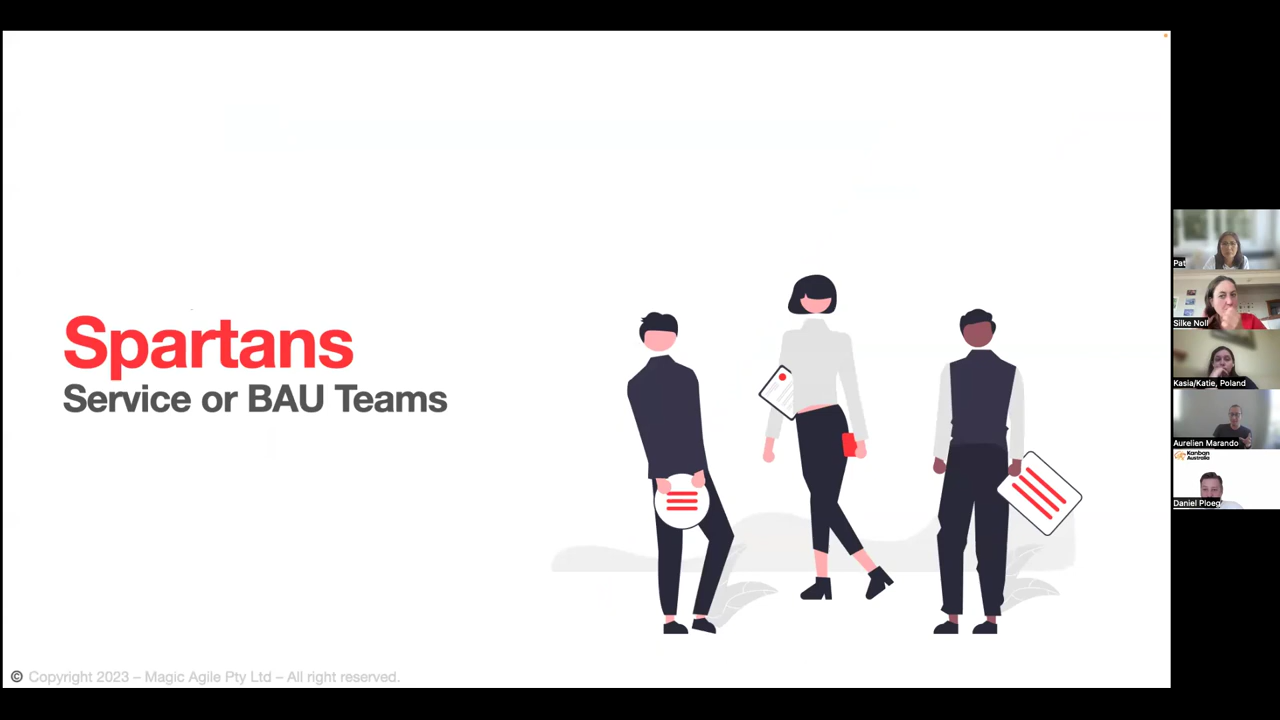 Spartans
Service or BAU Teams
© Copyright 2023 – Magic Agile Pty Ltd – All right reserved.
Pat
Silke Noll
Kasia/Katie, Poland
Aurelien Marando
Kanban
Australia
Daniel Ploeg